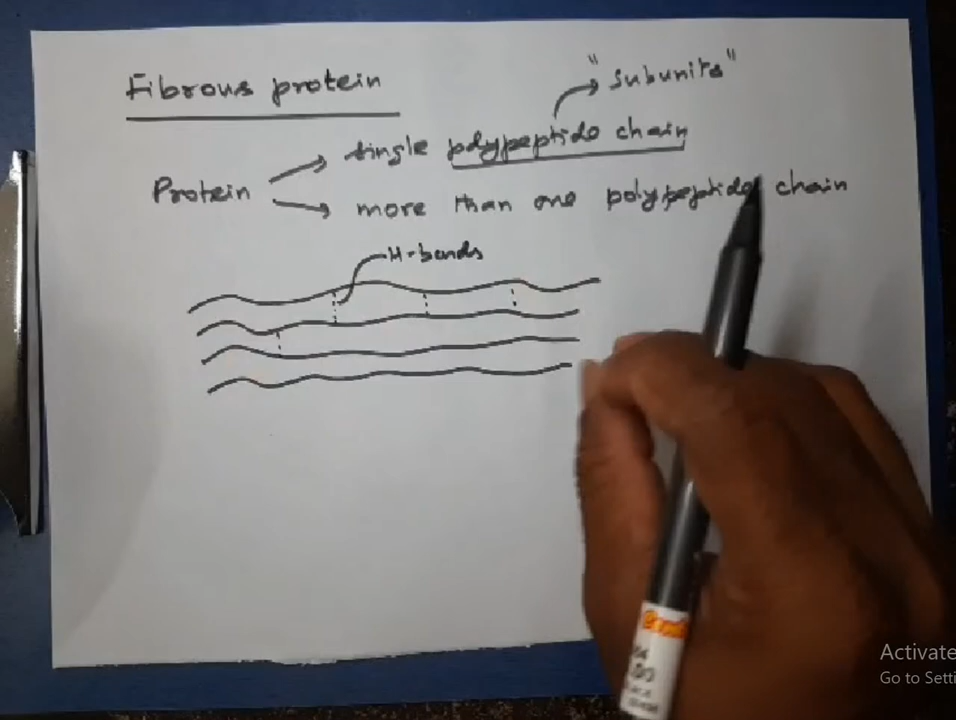 Fibrous protein
"subunits"
single polypeptide chain
Protein
more than one polypeptide chain
H-bonds
Activate
Go to Setti